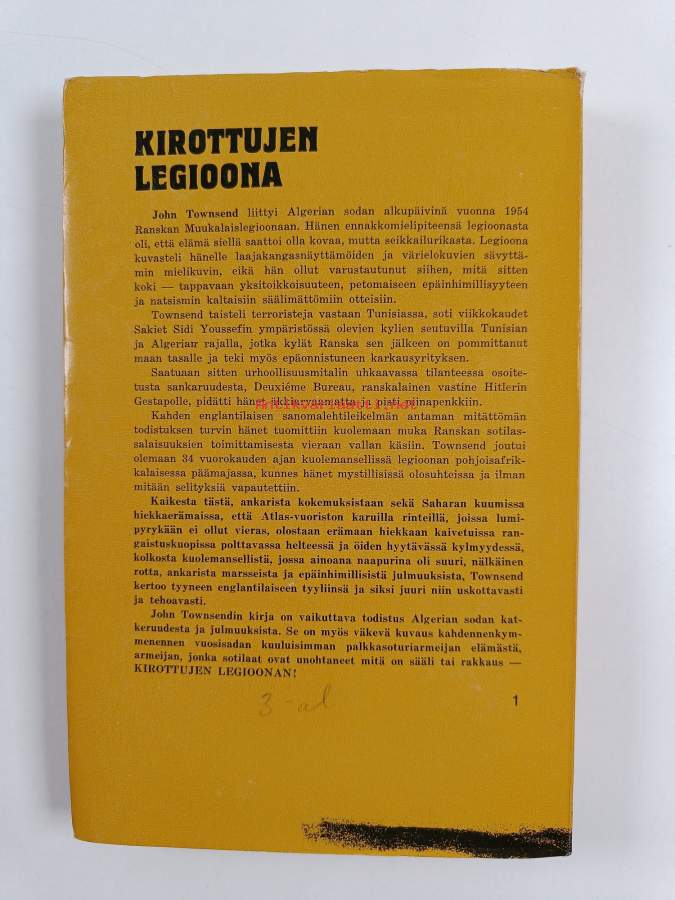 KIROTTUJEN
LEGIOONA
John Townsend liittyi Algerian sodan alkupäivinä vuonna 1954
Ranskan Muukalaislegioonaan. Hänen ennakkomielipiteensä legioonasta
oli, että elämä siellä saattoi olla kovaa, mutta seikkailurikasta. Legioona
kuvasteli hänelle laajakangasnäyttämöiden ja värielokuvien sävyttä-
min mielikuvin, eikä hän ollut varustautunut siihen, mitä sitten
koki — tappavaan yksitoikkoisuuteen, petomaiseen epäinhimillisyyteen
ja natsismin kaltaisiin säälimättömiin otteisiin.
Townsend taisteli terroristeja vastaan Tunisiassa, soti viikkokaudet
Sakiet Sidi Youssefin ympäristössä olevien kylien seutuvilla Tunisian
ja Algerian rajalla, jotka kylät Ranska sen jälkeen on pommittanut
maan tasalle ja teki myös epäonnistuneen karkausyrityksen.
Saatuaan sitten urhoollisuusmitalin uhkaavassa tilanteessa osoite-
tusta sankaruudesta, Deuxiéme Bureau, ranskalainen vastine Hitlerin
Gestapolle, pidätti hänet äkkiarvaamatta ja pisti piinapenkkiin.
antikvariaatti.net
Kahden englantilaisen sanomalehtileikelmän antaman mitättömän
todistuksen turvin hänet tuomittiin kuolemaan muka Ranskan sotilas-
salaisuuksien toimittamisesta vieraan vallan käsiin. Townsend joutui
olemaan 34 vuorokauden ajan kuolemansellissä legioonan pohjoisafrik-
kalaisessa päämajassa, kunnes hänet mystillisissä olosuhteissa ja ilman
mitään selityksiä vapautettiin.
Kaikesta tästä, ankarista kokemuksistaan sekä Saharan kuumissa
hiekkaerämaissa, että Atlas-vuoriston karuilla rinteillä, joissa lumi-
pyrykään ei ollut vieras, olostaan erämaan hiekkaan kaivetuissa ran-
gaistuskuopissa polttavassa helteessä ja öiden hyytävässä kylmyydessä,
kolkosta kuolemansellistä, jossa ainoana naapurina oli suuri, nälkäinen
rotta, ankarista marsseista ja epäinhimillisistä julmuuksista, Townsend
kertoo tyyneen englantilaiseen tyyliinsä ja siksi juuri niin uskottavasti
ja tehoavasti.
John Townsendin kirja on vaikuttava todistus Algerian sodan kat-
keruudesta ja julmuuksista. Se on myös väkevä kuvaus kahdennenkym-
menennen vuosisadan kuuluisimman palkkasoturiarmeijan elämästä,
armeijan, jonka sotilaat ovat unohtaneet mitä on sääli tai rakkaus —
KIROTTUJEN LEGIOONAN!
3-al
1